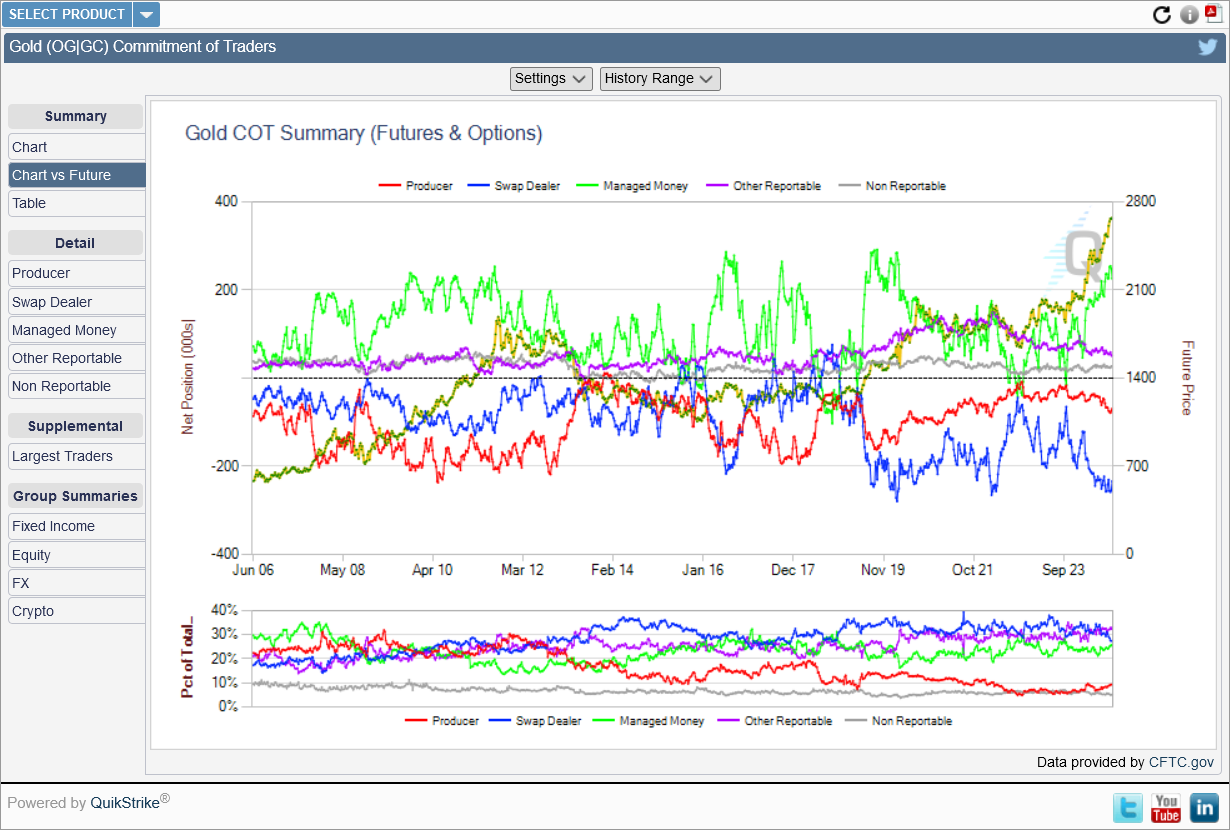 SELECT PRODUCT
Gold (OG|GC) Commitment of Traders
Settings
History Range
Summary
Chart
Chart vs Future
Table
Detail
Producer
Swap Dealer
Managed Money
Other Reportable
Non Reportable
Supplemental
Largest Traders
Group Summaries
Fixed Income
Equity
FX
Crypto
Gold COT Summary (Futures & Options)
Producer Swap Dealer Managed Money Other Reportable Non Reportable
Net Position (000s|
400
200
-200
-400
2800
2100
1400
700
0
Future Price
Q
Jun 06 May 08 Apr 10 Mar 12 Feb 14 Jan 16 Dec 17 Nov 19 Oct 21 Sep 23
Pct of Total...
40%
30%
20%
10%
0%
Producer Swap Dealer Managed Money Other Reportable Non Reportable
Data provided by CFTC.gov
Powered by QuikStrike®
You
Tube
in